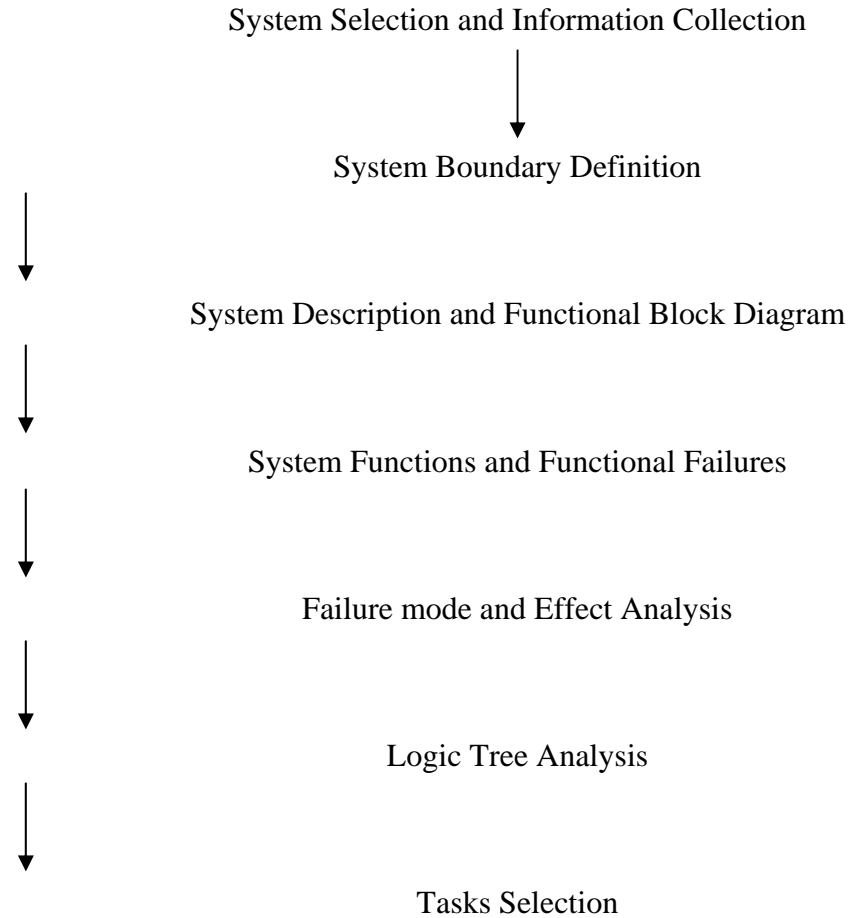 System Selection and Information Collection
System Boundary Definition
System Description and Functional Block Diagram
System Functions and Functional Failures
Failure mode and Effect Analysis
Logic Tree Analysis
Tasks Selection